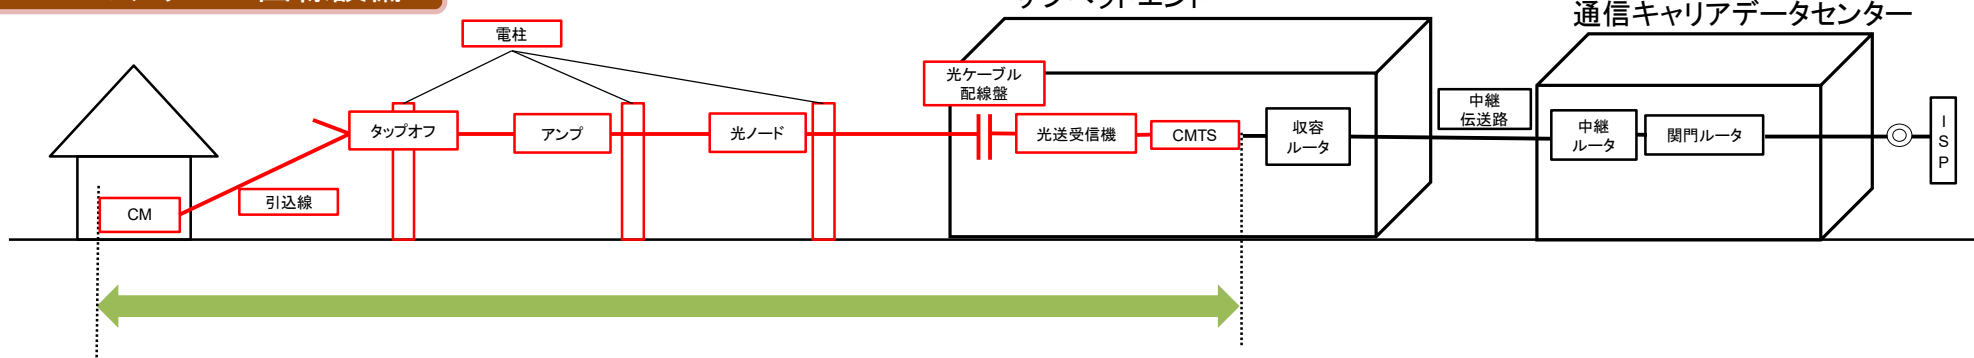 通信キャリアデータセンター
電柱
光ケーブル
配線盤
タップオフ
アンプ
光ノード
光送受信機
CMTS
収容
ルータ
中継
伝送路
中継
ルータ
関門ルータ
I
S
P
CM
引込線